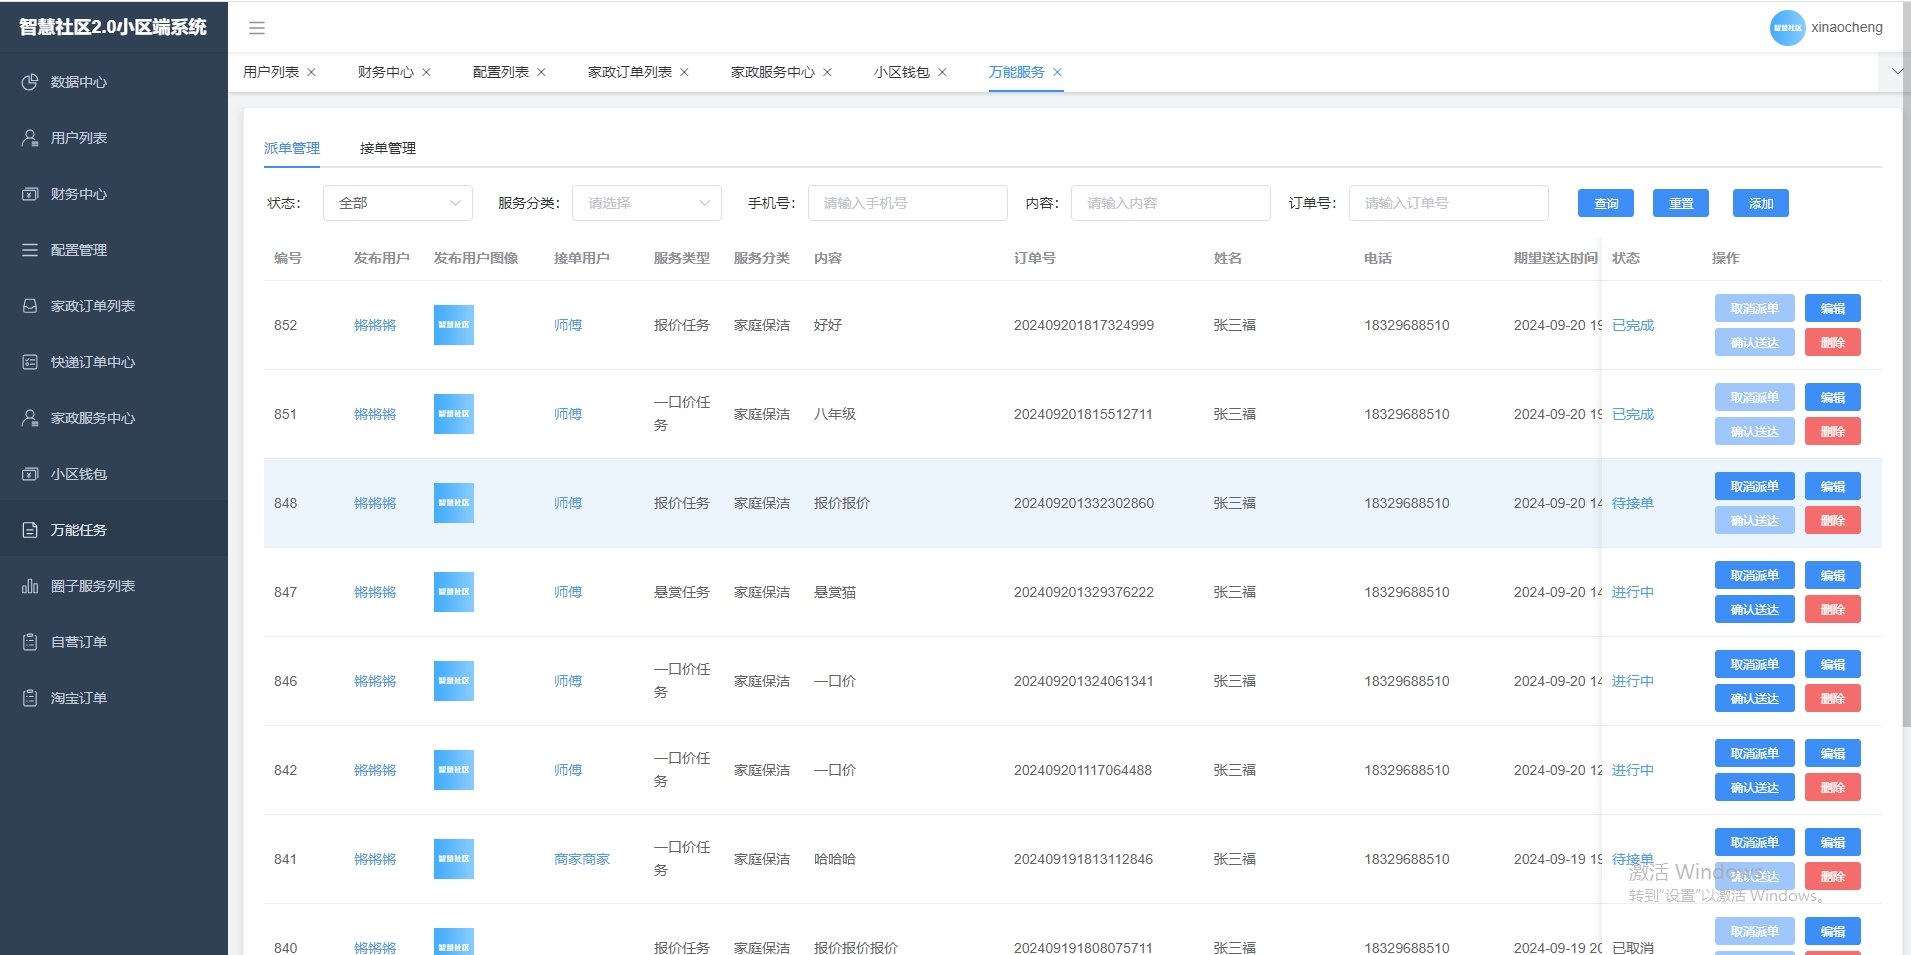 智慧社区2.0小区端系统
智慧社区 xinaocheng
数据中心
用户列表
财务中心
配置管理
家政订单列表
快递订单中心
家政服务中心
小区钱包
万能任务
圈子服务列表
自营订单
淘宝订单
用户列表 财务中心 配置列表 家政订单列表 家政服务中心 小区钱包 万能服务
派单管理 接单管理
状态： 全部 服务分类： 请选择 手机号： 请输入手机号 内容： 请输入内容 订单号： 请输入订单号 查询 重置 添加
编号 发布用户 发布用户图像 接单用户 服务类型 服务分类 内容 订单号 姓名 电话 期望送达时间 状态 操作
852 锵锵锵 智慧社区 师傅 报价任务 家庭保洁 好好 202409201817324999 张三福 18329688510 2024-09-20 19 已完成 取消派单 编辑
确认送达 删除
851 锵锵锵 智慧社区 师傅 一口价任务 家庭保洁 八年级 202409201815512711 张三福 18329688510 2024-09-20 19 已完成 取消派单 编辑
确认送达 删除
848 锵锵锵 智慧社区 师傅 报价任务 家庭保洁 报价报价 202409201332302860 张三福 18329688510 2024-09-20 14 待接单 取消派单 编辑
确认送达 删除
847 锵锵锵 智慧社区 师傅 悬赏任务 家庭保洁 悬赏猫 202409201329376222 张三福 18329688510 2024-09-20 14 进行中 取消派单 编辑
确认送达 删除
846 锵锵锵 智慧社区 师傅 一口价任务 家庭保洁 一口价 202409201324061341 张三福 18329688510 2024-09-20 14 进行中 取消派单 编辑
确认送达 删除
842 锵锵锵 智慧社区 师傅 一口价任务 家庭保洁 一口价 202409201117064488 张三福 18329688510 2024-09-20 12 进行中 取消派单 编辑
确认送达 删除
841 锵锵锵 智慧社区 商家商家 一口价任务 家庭保洁 哈哈哈 202409191813112846 张三福 18329688510 2024-09-19 19 待接单 取消派单 编辑
确认送达 删除
840 锵锵锵 智慧社区 报价任务 家庭保洁 报价报价报价 202409191808075711 张三福 18329688510 2024-09-19 20 已取消 取消派单 编辑
激活 Windows
转到“设置”以激活 Windows。